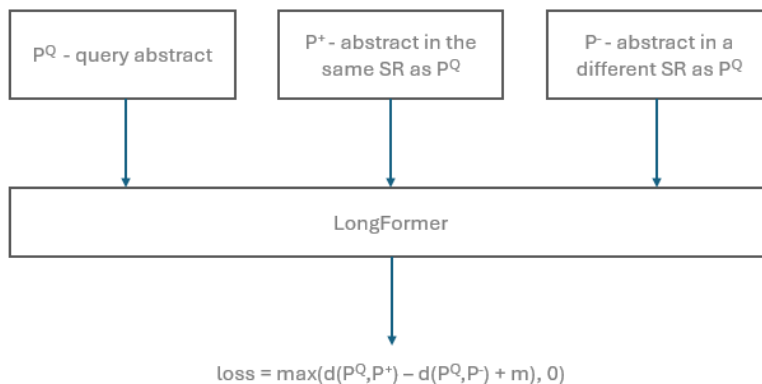 P^Q - query abstract
P⁺ - abstract in the
same SR as P^Q
P⁻ - abstract in a
different SR as P^Q
LongFormer
loss = max(d(P^Q,P⁺) – d(P^Q,P⁻) + m), 0)